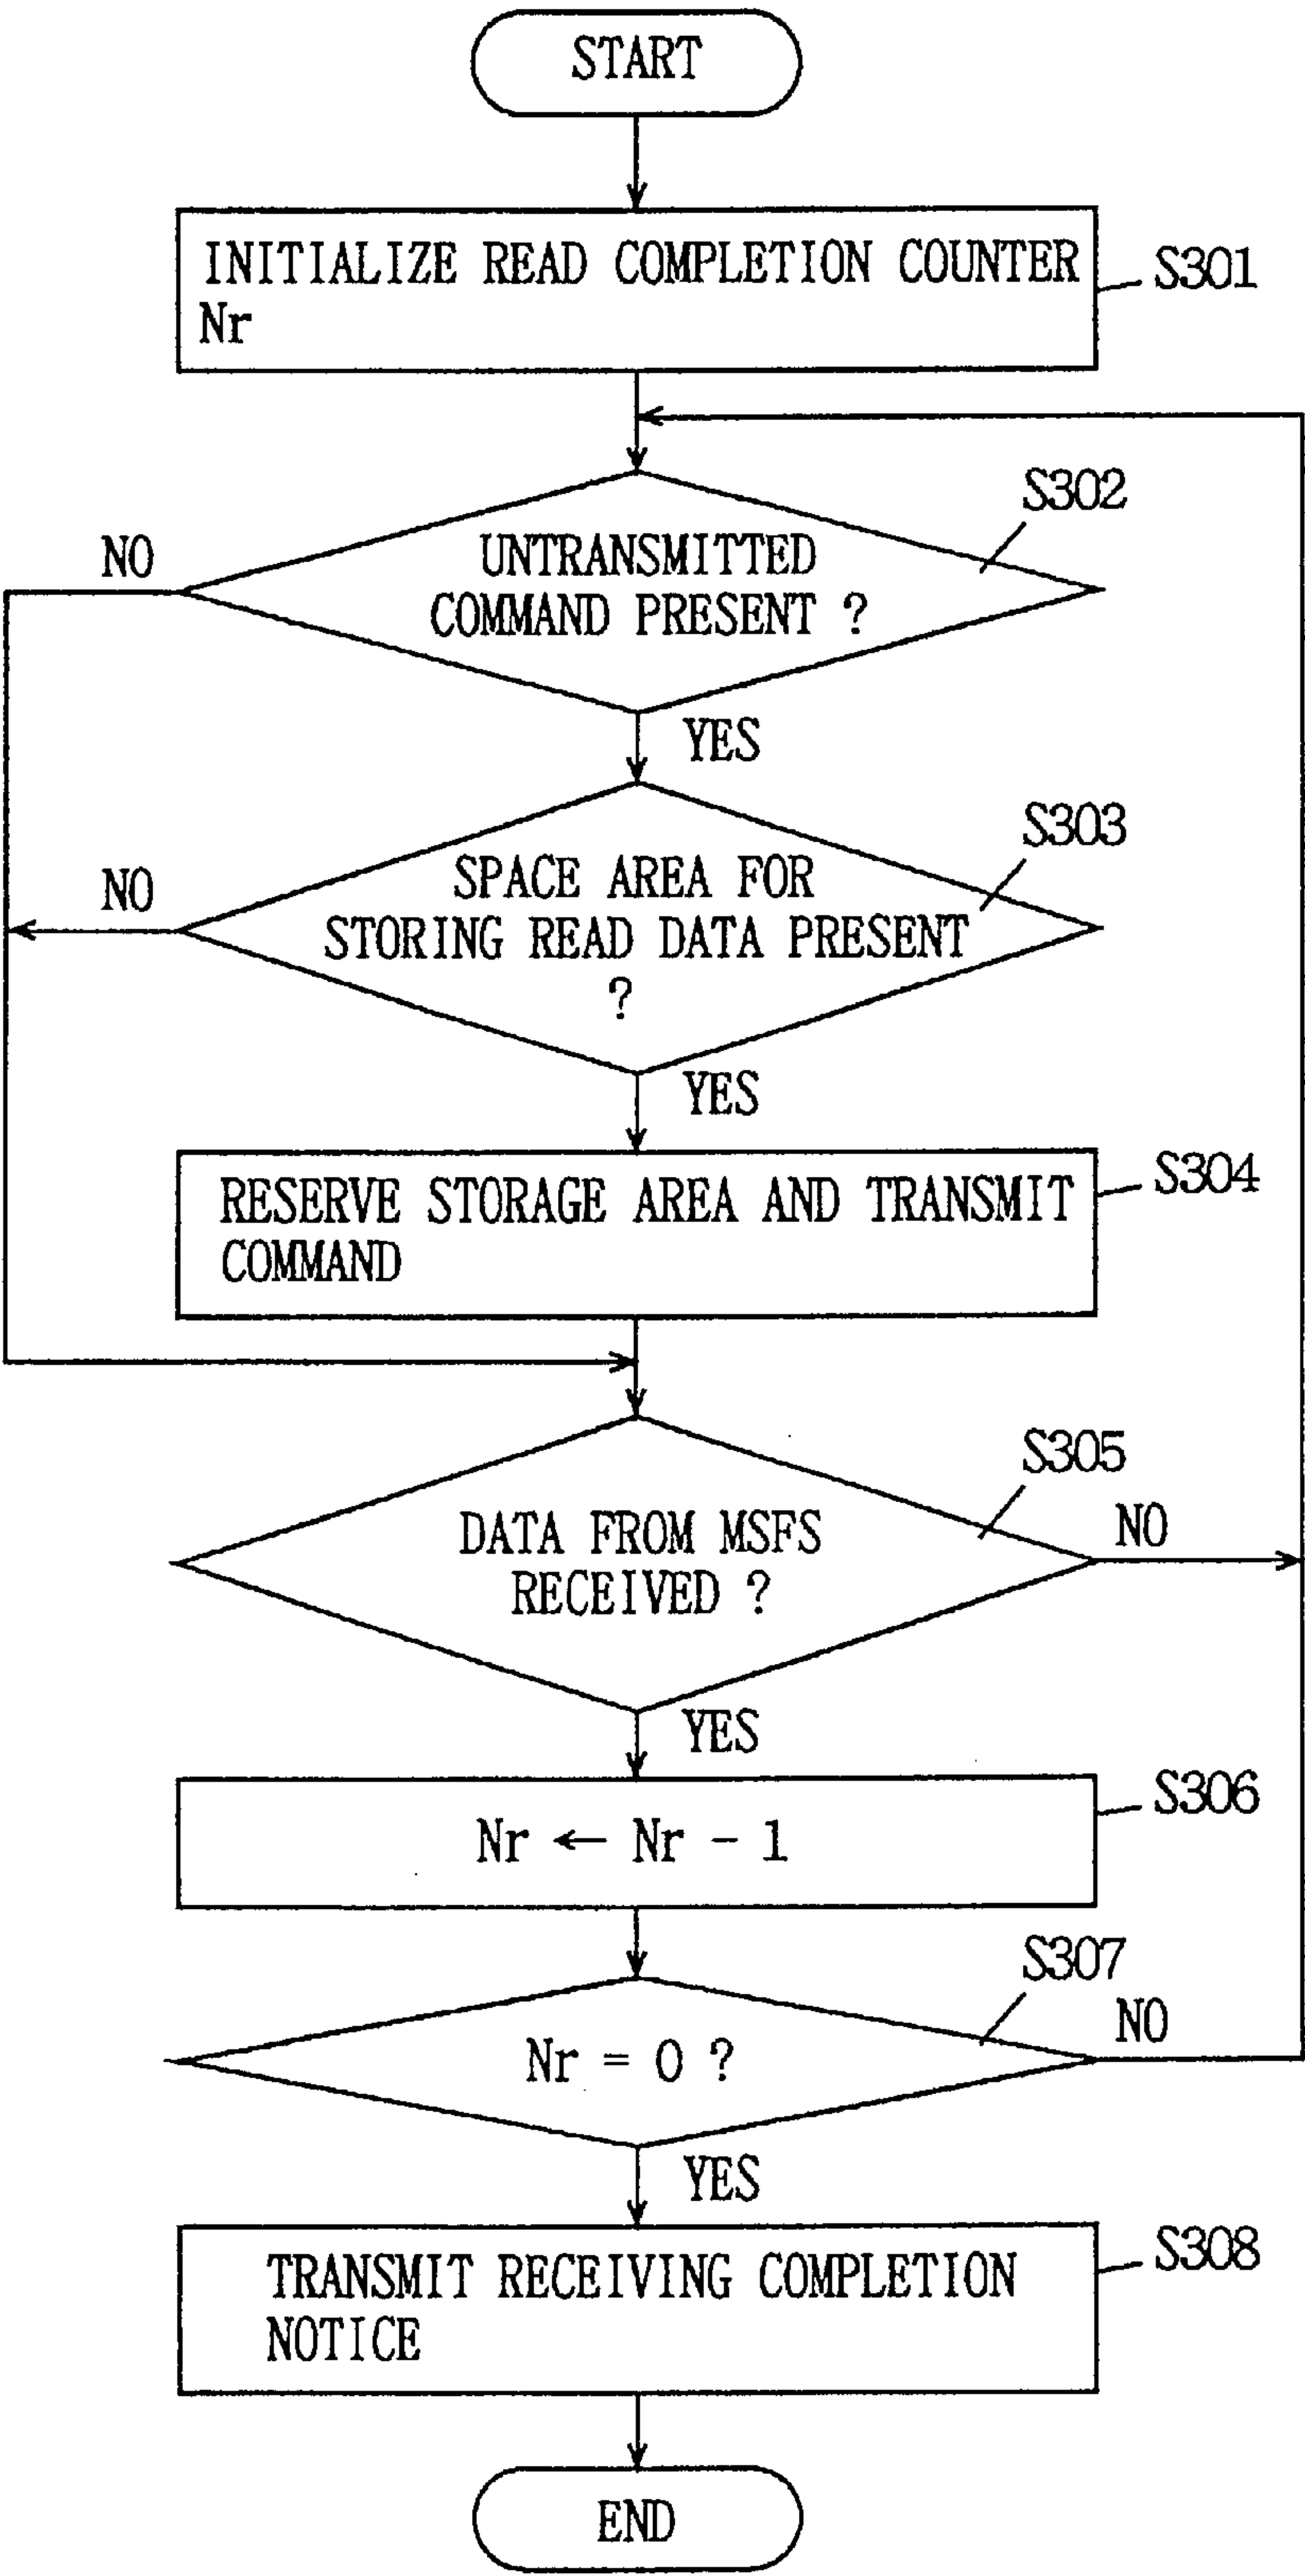 START
INITIALIZE READ COMPLETION COUNTER
Nr
S301
S302
NO
UNTRANSMITTED
COMMAND PRESENT ?
YES
S303
NO
SPACE AREA FOR
STORING READ DATA PRESENT
?
YES
S304
RESERVE STORAGE AREA AND TRANSMIT
COMMAND
S305
DATA FROM MSFS
RECEIVED ?
NO
YES
S306
Nr ← Nr - 1
S307
Nr = 0 ?
NO
YES
S308
TRANSMIT RECEIVING COMPLETION
NOTICE
END